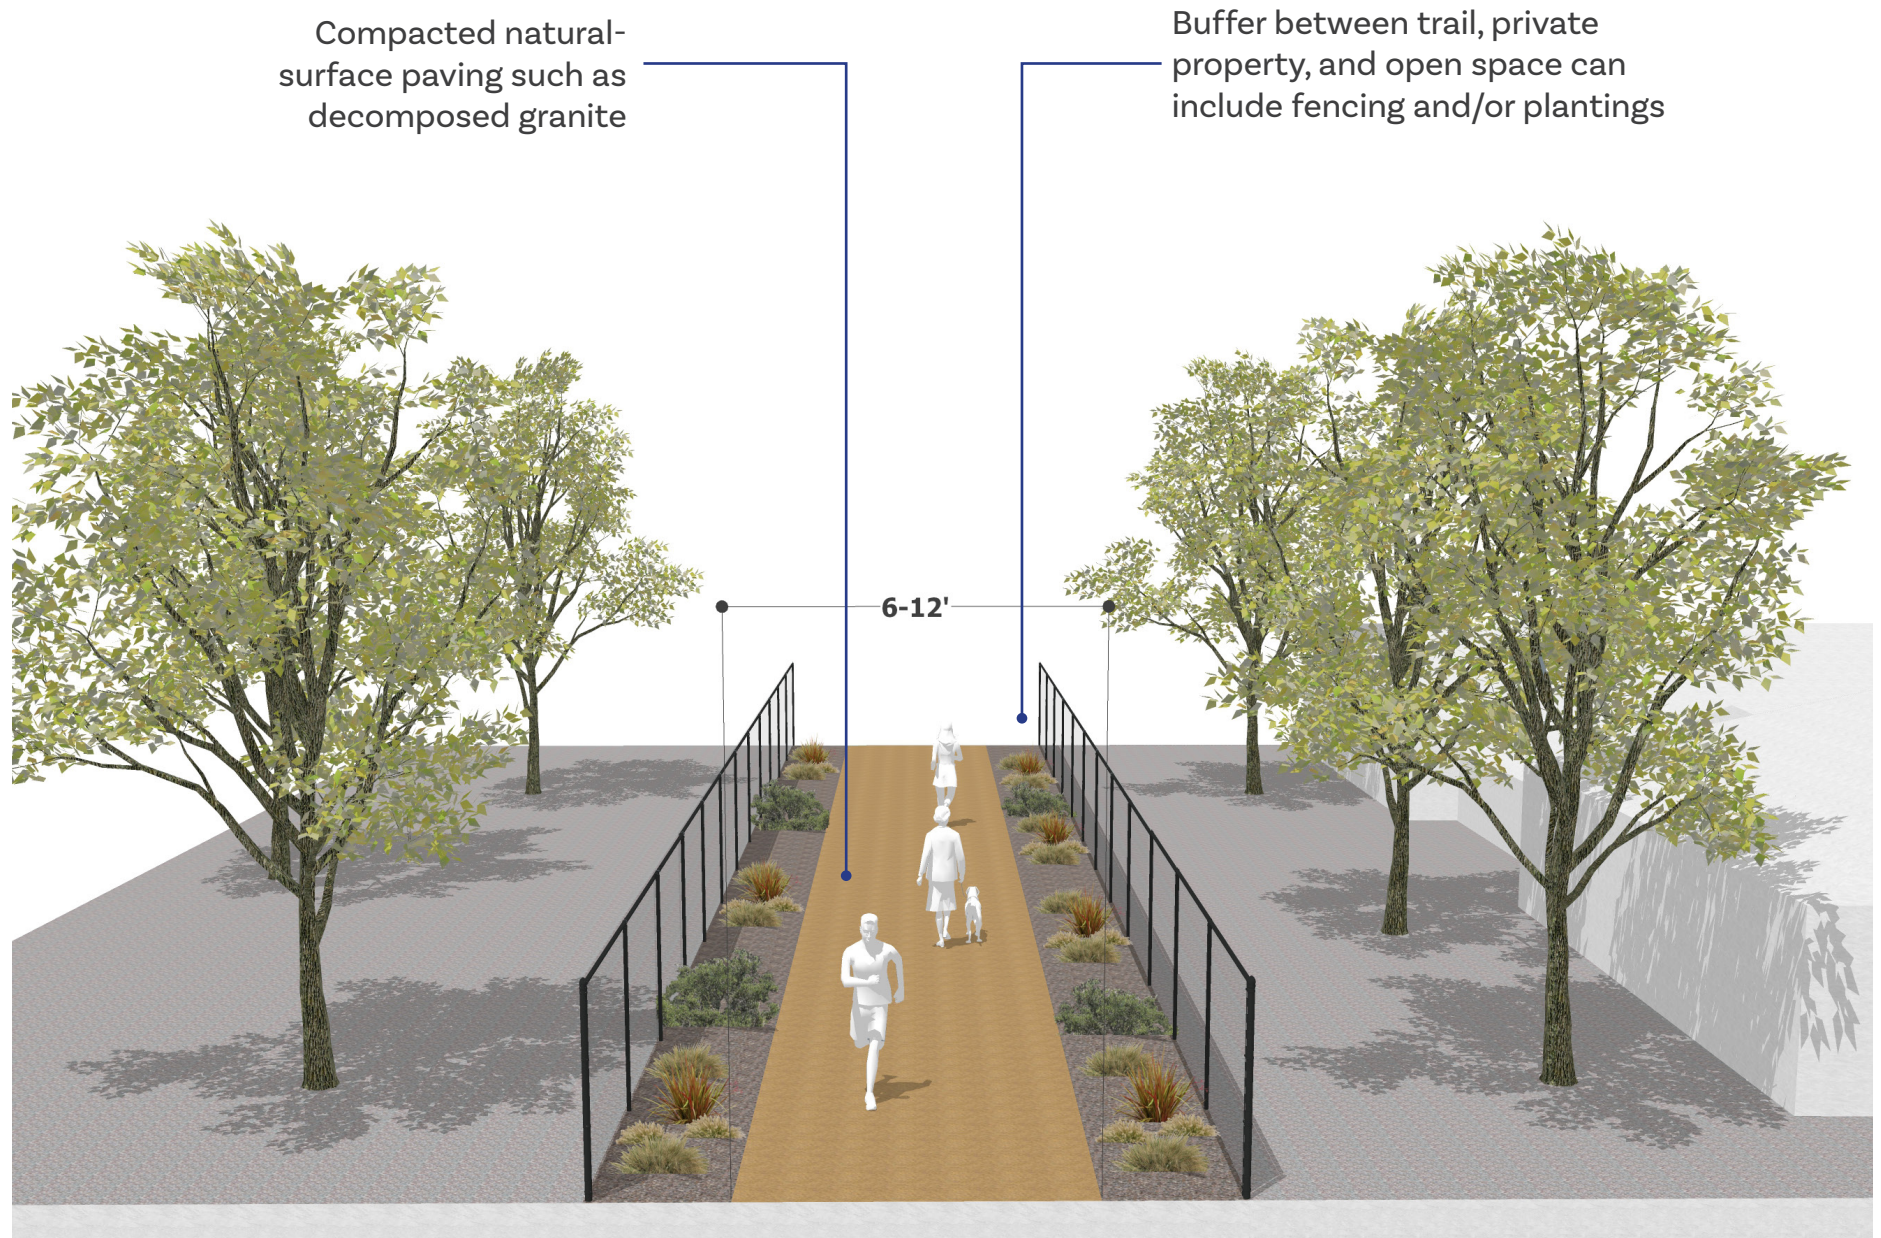 Compacted natural-
surface paving such as
decomposed granite
Buffer between trail, private
property, and open space can
include fencing and/or plantings
6-12'